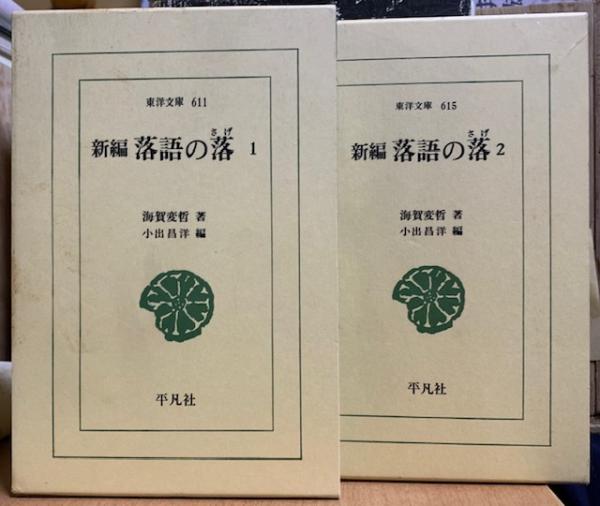 東洋文庫 611
さげ
新編 落語の落 1
海賀変哲 著
小出昌洋 編
平凡社
東洋文庫 615
さげ
新編 落語の落 2
海賀変哲 著
小出昌洋 編
平凡社